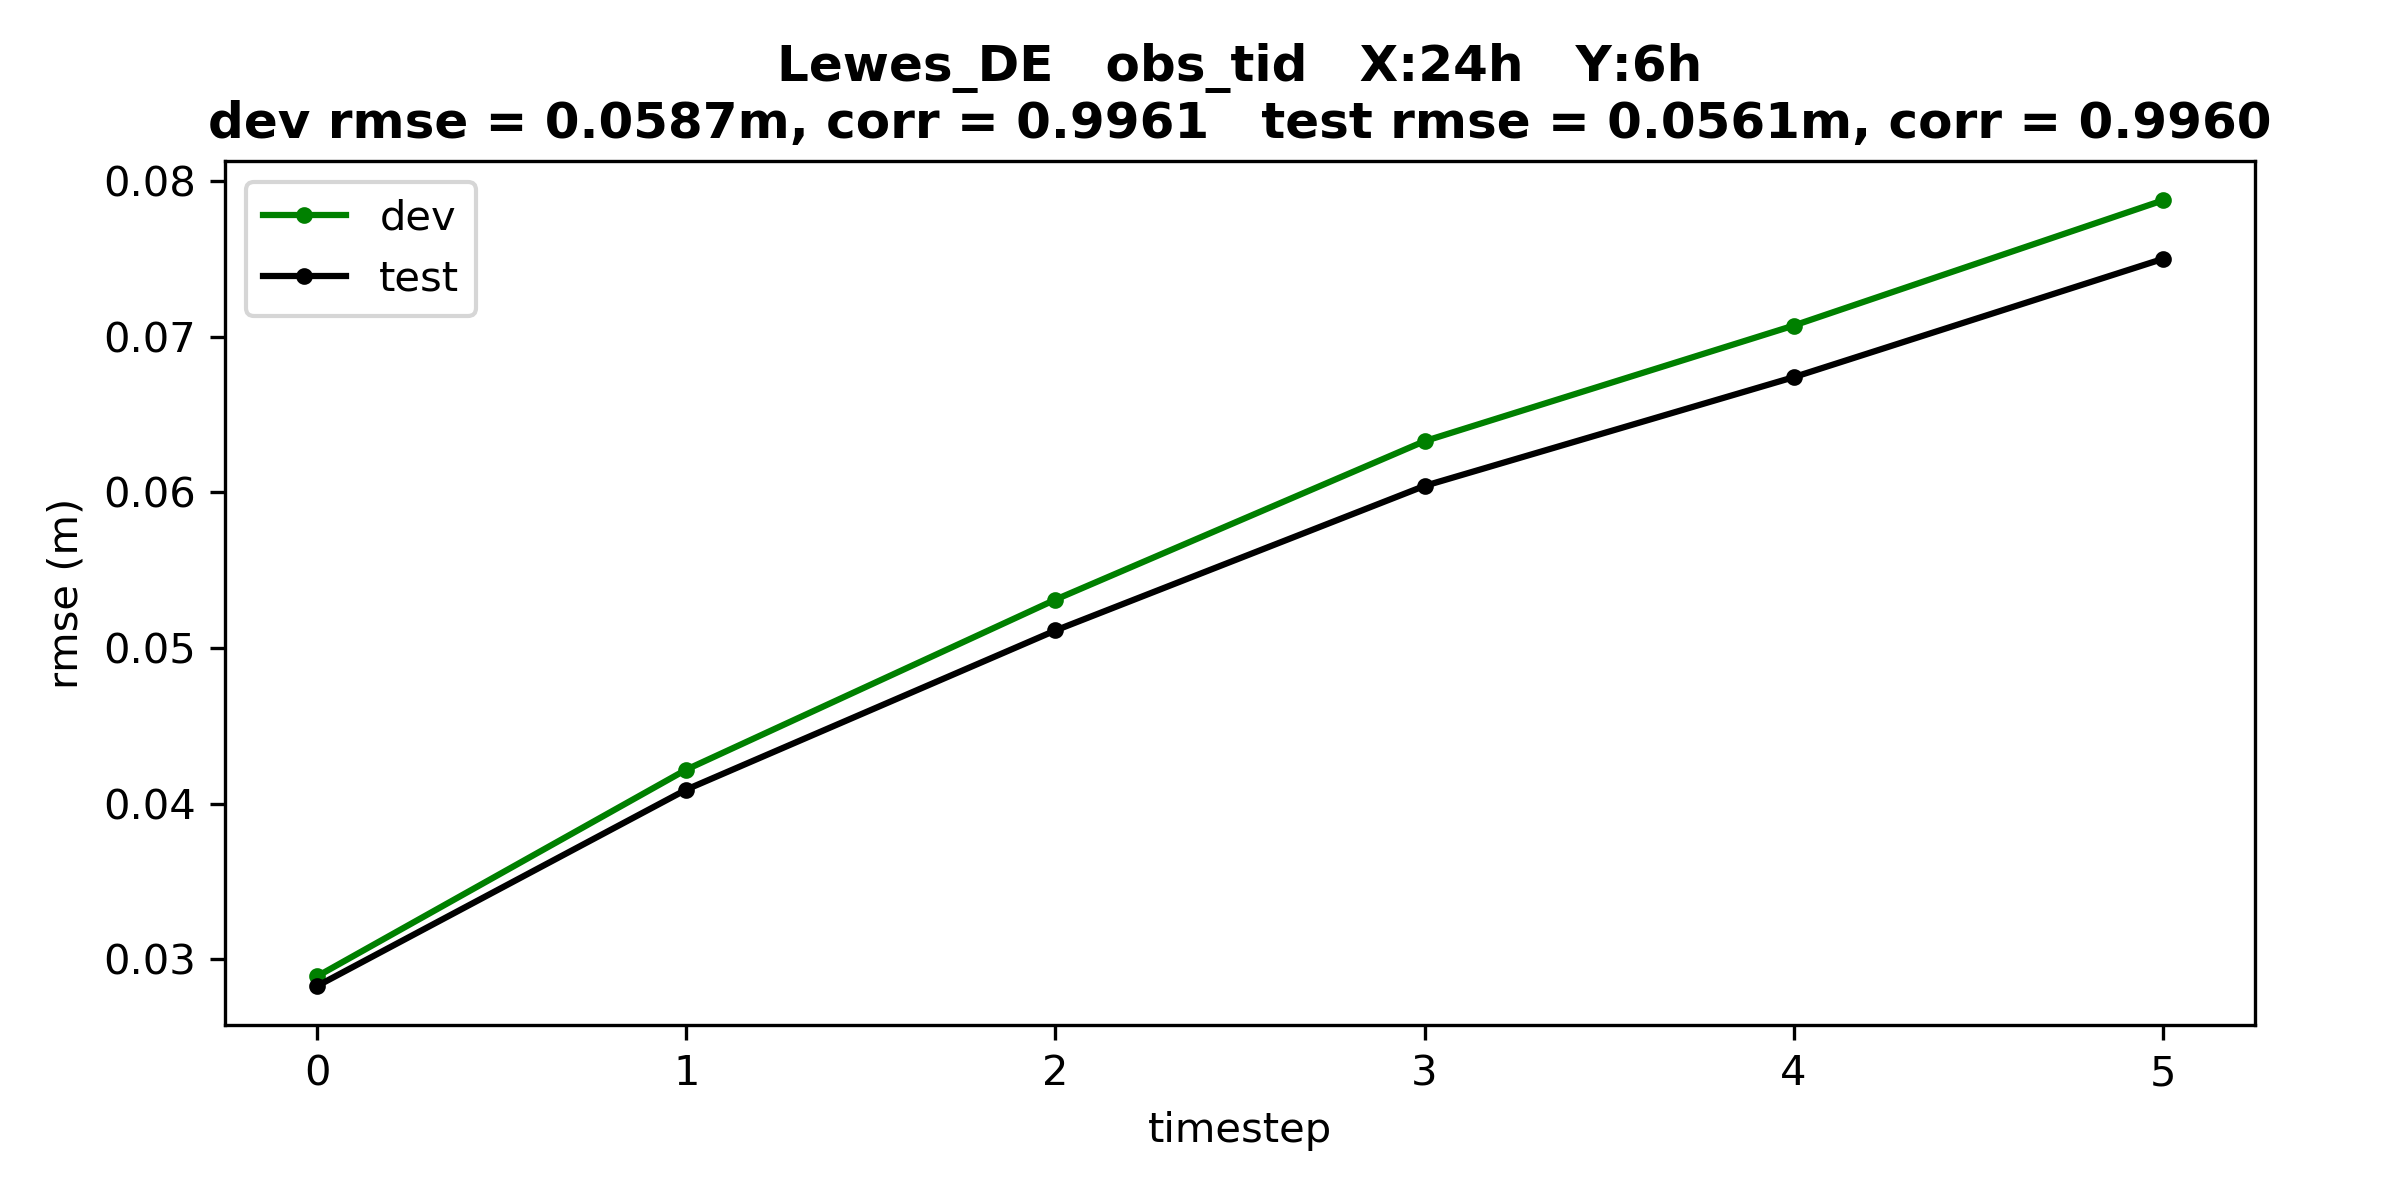 Lewes_DE obs_tid X:24h Y:6h
dev rmse = 0.0587m, corr = 0.9961 test rmse = 0.0561m, corr = 0.9960
dev
test
0.08
0.07
0.06
0.05
0.04
0.03
rmse (m)
0 1 2 3 4 5
timestep